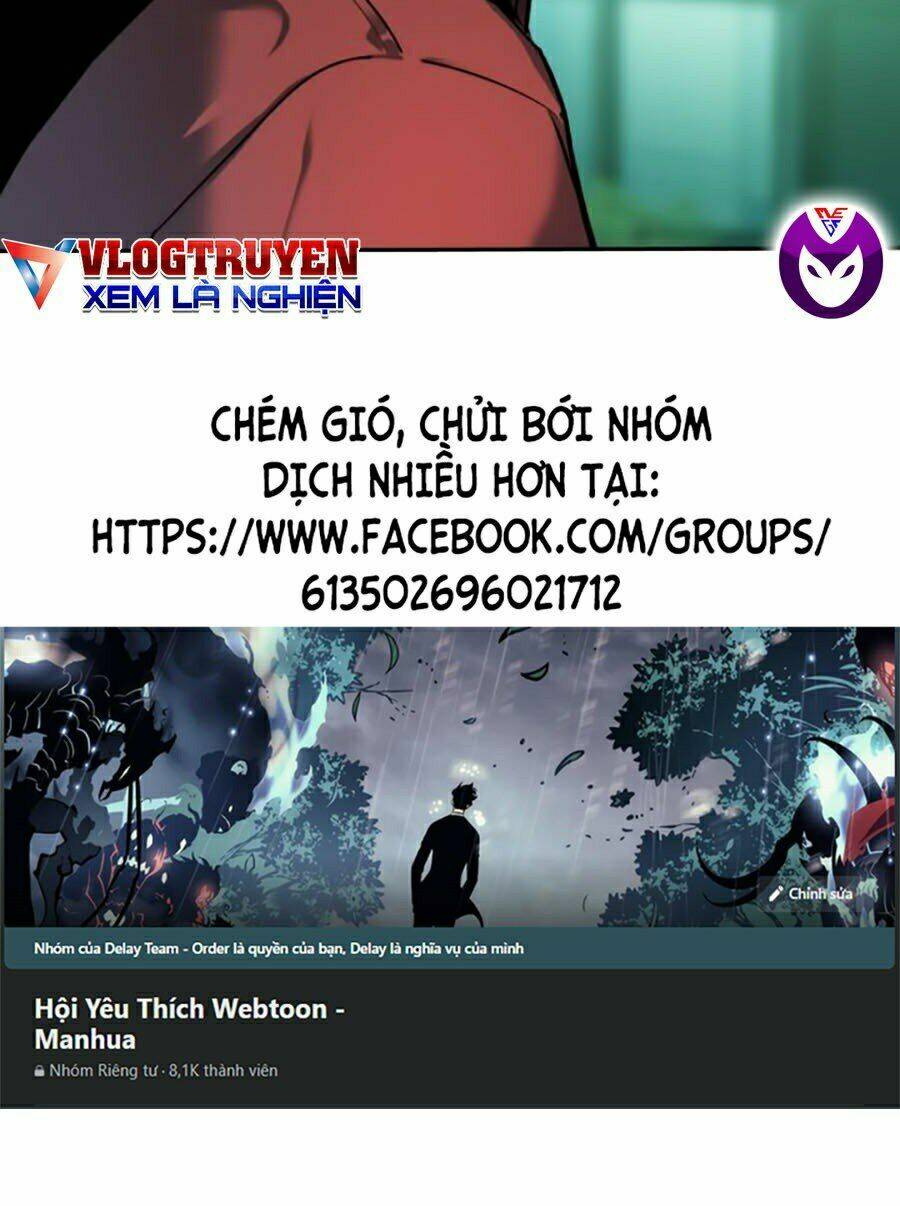 VLOGTRUYEN
XEM LÀ NGHIỆN
CHÉM GIÓ, CHỬI BỚI NHÓM
DỊCH NHIỀU HƠN TẠI:
HTTPS://WWW.FACEBOOK.COM/GROUPS/
613502696021712
Chỉnh sửa
Nhóm của Delay Team - Order là quyền của bạn, Delay là nghĩa vụ của mình
Hội Yêu Thích Webtoon -
Manhua
Nhóm Riêng tư · 8,1K thành viên